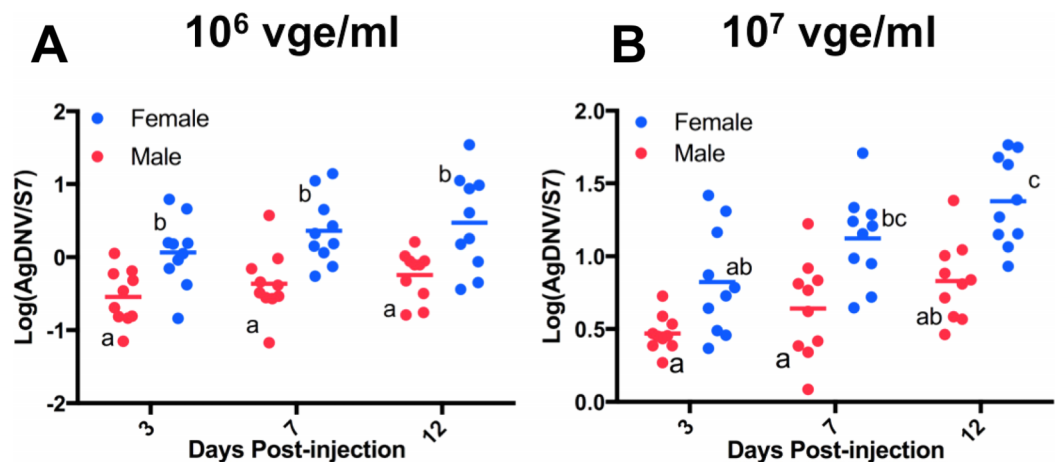 A
10⁶ vge/ml
Log(AgDNV/S7)
2
1
0
-1
-2
Female
Male
a
b
a
b
a
b
3
7
12
Days Post-injection
B
10⁷ vge/ml
Log(AgDNV/S7)
2.0
1.5
1.0
0.5
0.0
Female
Male
a
ab
a
bc
ab
c
3
7
12
Days Post-injection